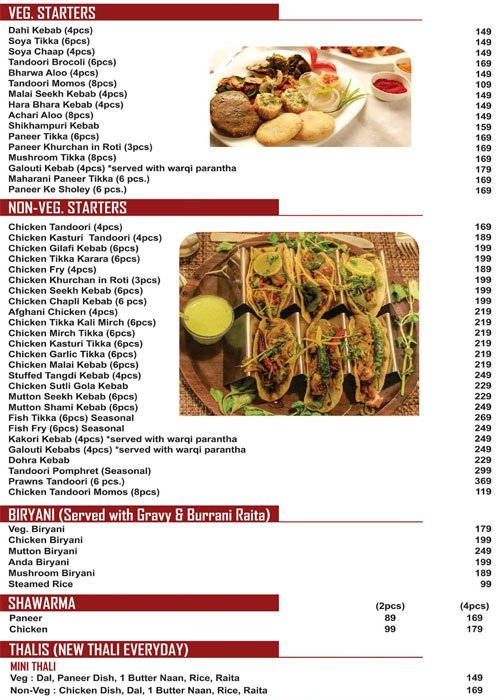 VEG. STARTERS
Dahi Kebab (4pcs) 149
Soya Tikka (6pcs) 149
Soya Chaap (4pcs) 149
Tandoori Brocoli (6pcs) 169
Bharwa Aloo (4pcs) 149
Tandoori Momos (8pcs) 109
Malai Seekh Kebab (4pcs) 149
Hara Bhara Kebab (4pcs) 149
Achari Aloo (8pcs) 149
Shikhampuri Kebab 159
Paneer Tikka (6pcs) 169
Paneer Khurchan in Roti (3pcs) 169
Mushroom Tikka (8pcs) 169
Galouti Kebab (4pcs) *served with warqi parantha 179
Maharani Paneer Tikka (6 pcs.) 169
Paneer Ke Sholey (6 pcs.) 169
NON-VEG. STARTERS
Chicken Tandoori (4pcs) 169
Chicken Kasturi Tandoori (4pcs) 189
Chicken Gilafi Kebab (6pcs) 199
Chicken Tikka Karara (6pcs) 199
Chicken Fry (4pcs) 189
Chicken Khurchan in Roti (3pcs) 199
Chicken Seekh Kebab (6pcs) 199
Chicken Chapli Kebab (6 pcs) 199
Afghani Chicken (4pcs) 219
Chicken Tikka Kali Mirch (6pcs) 219
Chicken Mirch Tikka (6pcs) 219
Chicken Kasturi Tikka (6pcs) 219
Chicken Garlic Tikka (6pcs) 219
Chicken Malai Kebab (6pcs) 219
Stuffed Tangdi Kebab (4pcs) 249
Chicken Sutli Gola Kebab 229
Mutton Seekh Kebab (6pcs) 229
Mutton Shami Kebab (6pcs) 249
Fish Tikka (6pcs) Seasonal 269
Fish Fry (6pcs) Seasonal 249
Kakori Kebab (4pcs) *served with warqi parantha 249
Galouti Kebabs (4pcs) *served with warqi parantha 249
Dohra Kebab 229
Tandoori Pomphret (Seasonal) 299
Prawns Tandoori (6 pcs.) 369
Chicken Tandoori Momos (8pcs) 119
BIRYANI (Served with Gravy & Burrani Raita)
Veg. Biryani 179
Chicken Biryani 199
Mutton Biryani 249
Anda Biryani 199
Mushroom Biryani 189
Steamed Rice 99
SHAWARMA (2pcs) (4pcs)
Paneer 89 169
Chicken 99 179
THALIS (NEW THALI EVERYDAY)
MINI THALI
Veg : Dal, Paneer Dish, 1 Butter Naan, Rice, Raita 149
Non-Veg : Chicken Dish, Dal, 1 Butter Naan, Rice, Raita 169